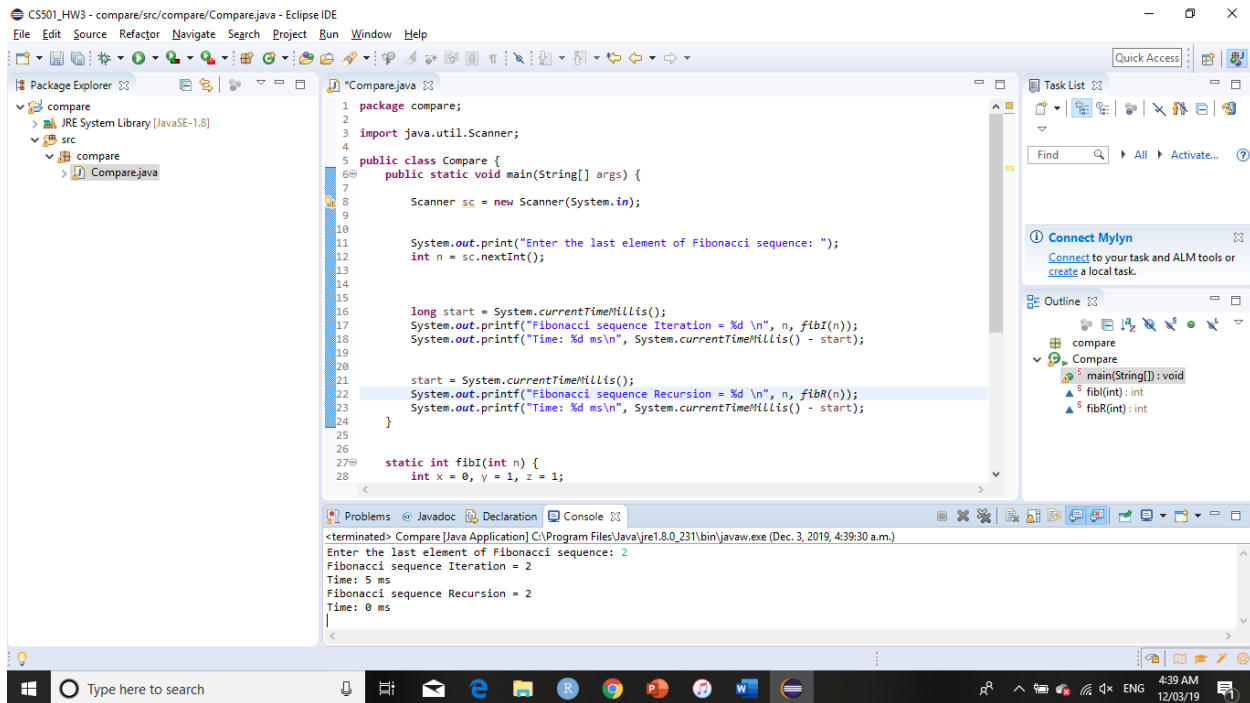 CS501_HW3 - compare/src/compare/Compare.java - Eclipse IDE
File Edit Source Refactor Navigate Search Project Run Window Help
Quick Access
Package Explorer
compare
JRE System Library [JavaSE-1.8]
src
compare
Compare.java
*Compare.java
1 package compare;
2
3 import java.util.Scanner;
4
5 public class Compare {
6 public static void main(String[] args) {
7
8 Scanner sc = new Scanner(System.in);
9
10
11 System.out.print("Enter the last element of Fibonacci sequence: ");
12 int n = sc.nextInt();
13
14
15
16 long start = System.currentTimeMillis();
17 System.out.printf("Fibonacci sequence Iteration = %d \n", n, fibI(n));
18 System.out.printf("Time: %d ms\n", System.currentTimeMillis() - start);
19
20
21 start = System.currentTimeMillis();
22 System.out.printf("Fibonacci sequence Recursion = %d \n", n, fibR(n));
23 System.out.printf("Time: %d ms\n", System.currentTimeMillis() - start);
24 }
25
26
27 static int fibI(int n) {
28 int x = 0, y = 1, z = 1;
Task List
Find All Activate...
Connect Mylyn
Connect to your task and ALM tools or
create a local task.
Outline
compare
Compare
main(String[]) : void
fibI(int) : int
fibR(int) : int
Problems Javadoc Declaration Console
<terminated> Compare [Java Application] C:\Program Files\Java\jre1.8.0_231\bin\javaw.exe (Dec. 3, 2019, 4:39:30 a.m.)
Enter the last element of Fibonacci sequence: 2
Fibonacci sequence Iteration = 2
Time: 5 ms
Fibonacci sequence Recursion = 2
Time: 0 ms
Type here to search
ENG
4:39 AM
12/03/19